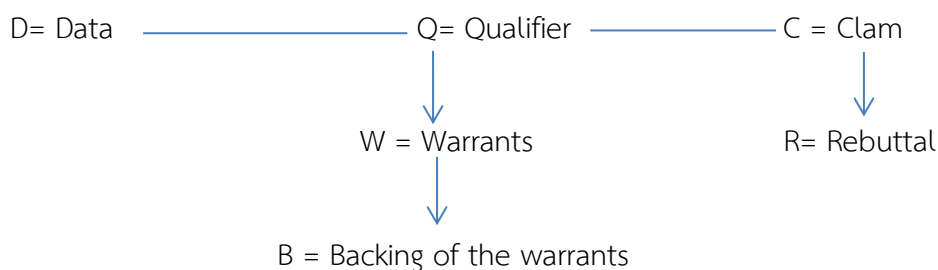 D= Data Q= Qualifier C = Clam
W = Warrants R= Rebuttal
B = Backing of the warrants